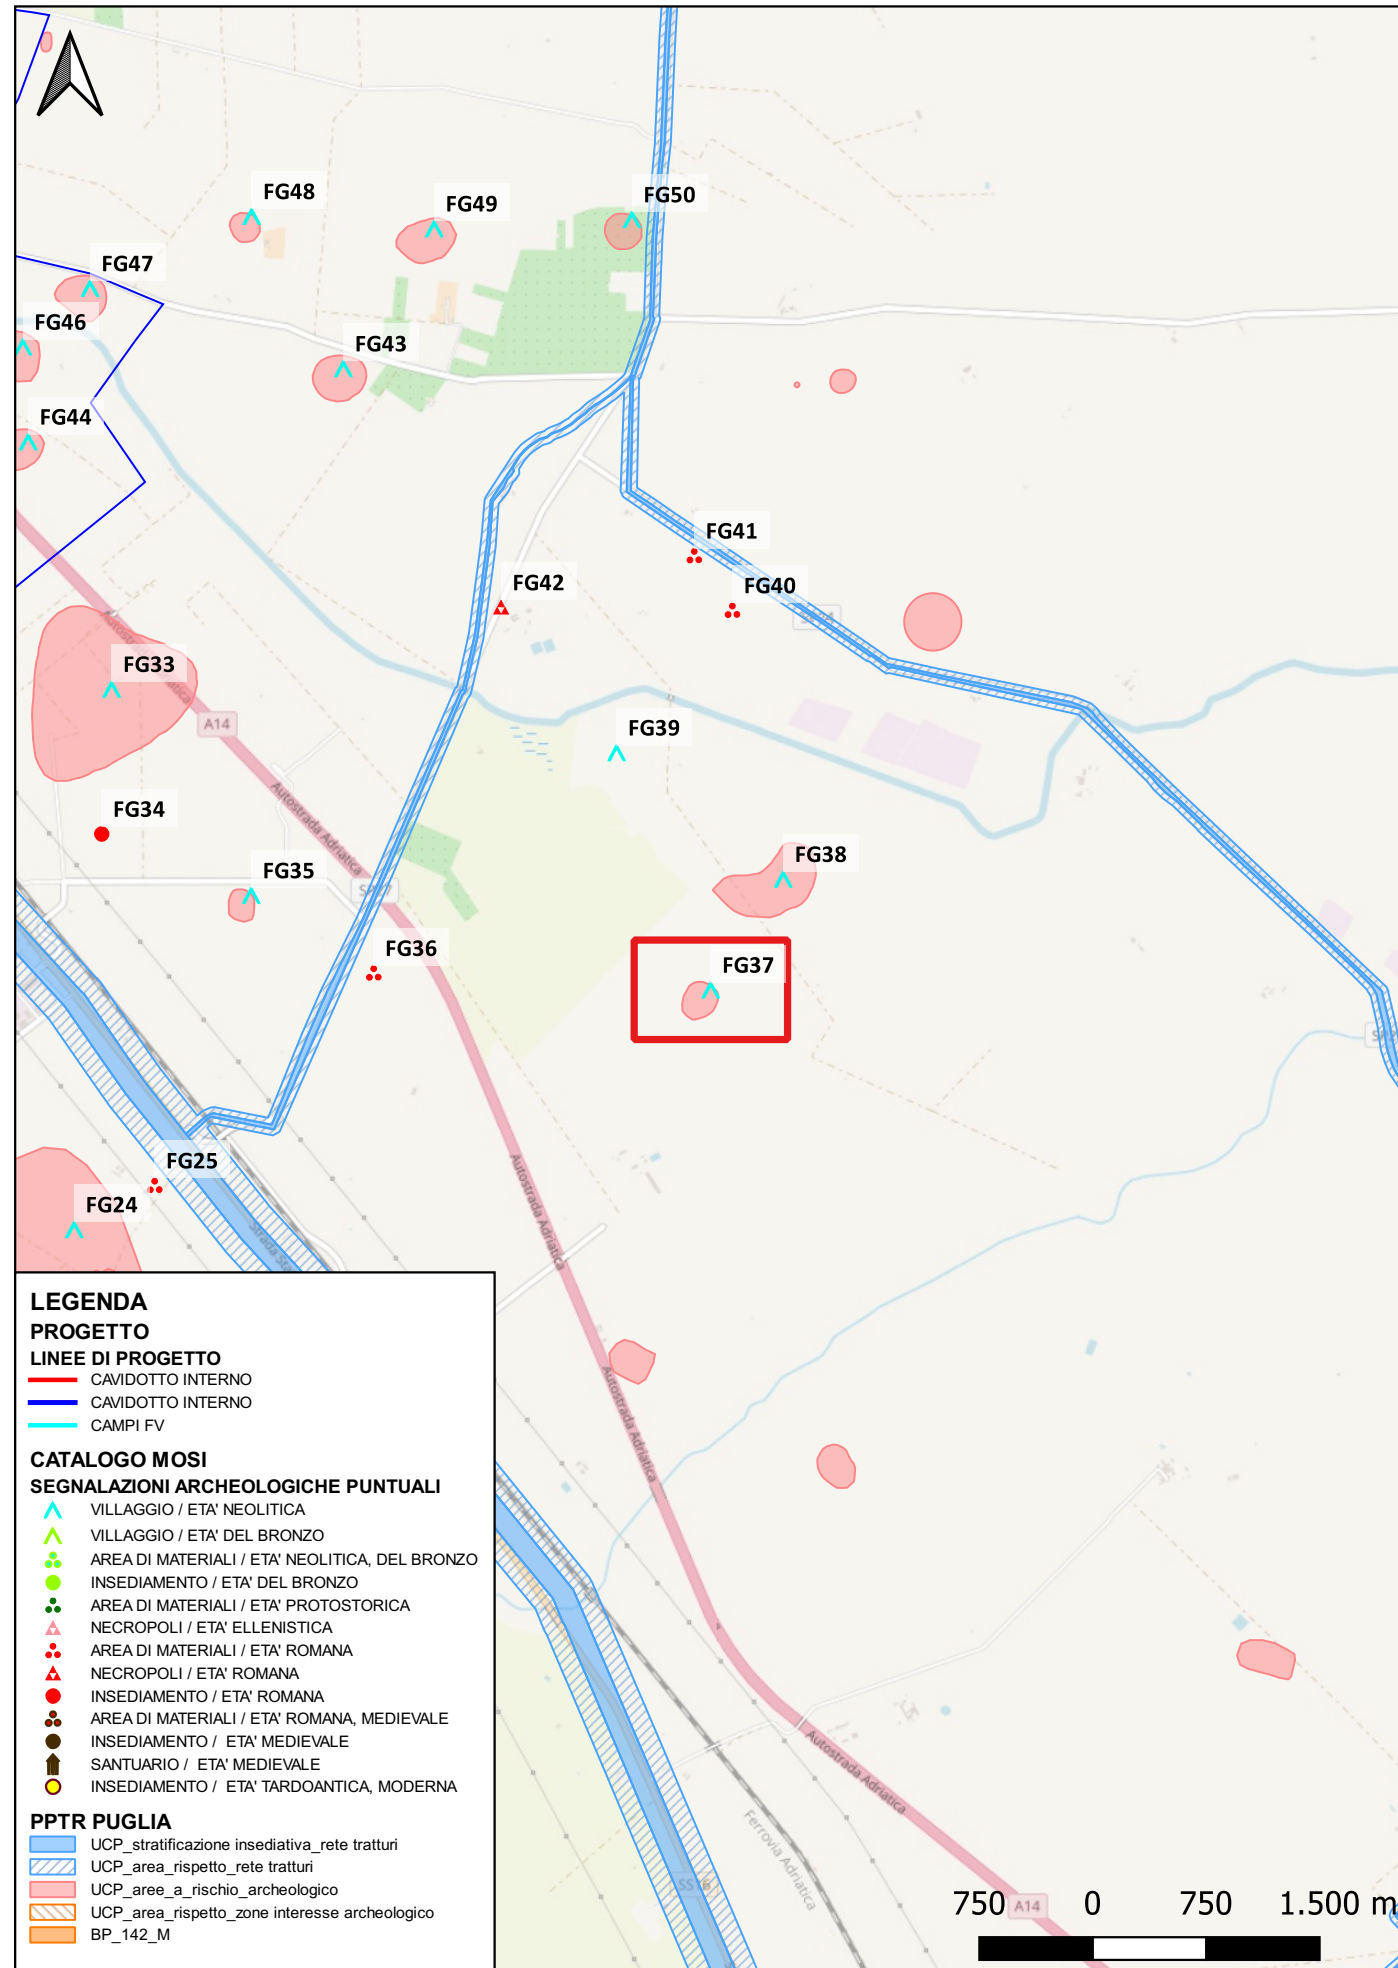 FG48
FG49
FG50
FG47
FG46
FG43
FG44
FG41
FG42
FG40
FG33
A14
Autostrada Adriatica
FG39
FG34
FG38
FG35
FG36
FG37
FG25
FG24
Autostrada Adriatica
Autostrada Adriatica
Autostrada Adriatica
Ferrovia Adriatica
SS16
A14
LEGENDA
PROGETTO
LINEE DI PROGETTO
CAVIDOTTO INTERNO
CAVIDOTTO INTERNO
CAMPI FV
CATALOGO MOSI
SEGNALAZIONI ARCHEOLOGICHE PUNTUALI
VILLAGGIO / ETA' NEOLITICA
VILLAGGIO / ETA' DEL BRONZO
AREA DI MATERIALI / ETA' NEOLITICA, DEL BRONZO
INSEDIAMENTO / ETA' DEL BRONZO
AREA DI MATERIALI / ETA' PROTOSTORICA
NECROPOLI / ETA' ELLENISTICA
AREA DI MATERIALI / ETA' ROMANA
NECROPOLI / ETA' ROMANA
INSEDIAMENTO / ETA' ROMANA
AREA DI MATERIALI / ETA' ROMANA, MEDIEVALE
INSEDIAMENTO /  ETA' MEDIEVALE
SANTUARIO /  ETA' MEDIEVALE
INSEDIAMENTO /  ETA' TARDOANTICA, MODERNA
PPTR PUGLIA
UCP_stratificazione insediativa_rete tratturi
UCP_area_rispetto_rete tratturi
UCP_aree_a_rischio_archeologico
UCP_area_rispetto_zone interesse archeologico
BP_142_M
750 0 750 1.500 m